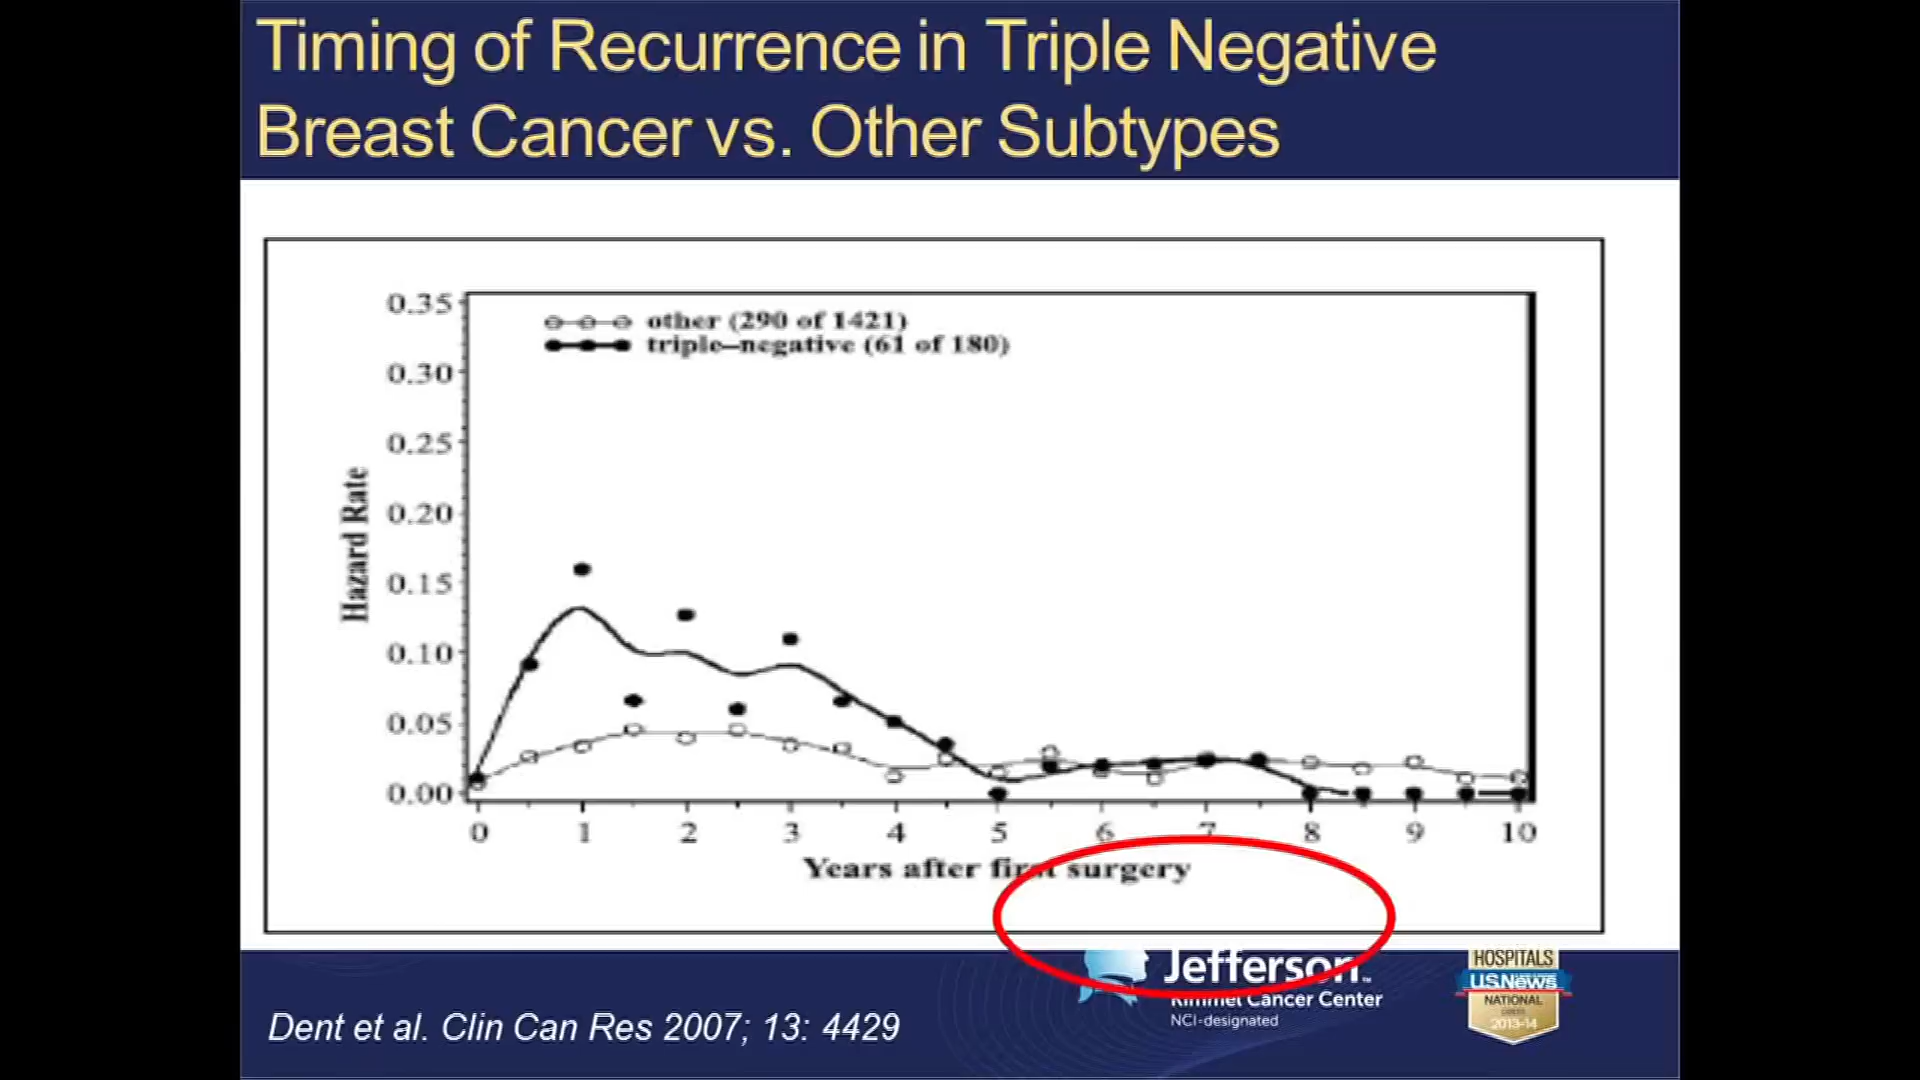 Timing of Recurrence in Triple Negative
Breast Cancer vs. Other Subtypes
other (290 of 1421)
triple-negative (61 of 180)
Hazard Rate
0.35
0.30
0.25
0.20
0.15
0.10
0.05
0.00
0 1 2 3 4 5 6 7 8 9 10
Years after first surgery
Dent et al. Clin Can Res 2007; 13: 4429
Jefferson™
Kimmel Cancer Center
NCI-designated
HOSPITALS
U.S.News
NATIONAL
2013-14